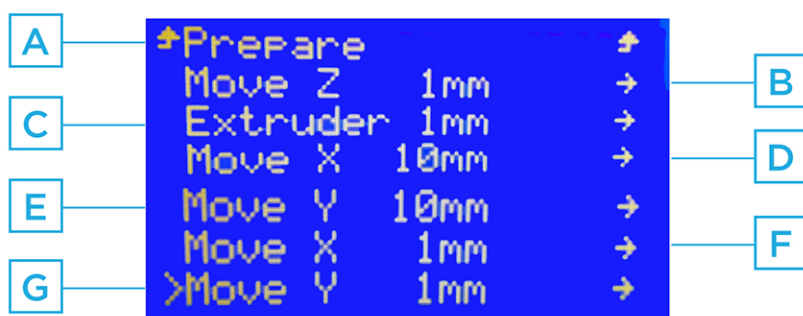 A Prepare
Move Z 1mm B
C Extruder 1mm
Move X 10mm D
E Move Y 10mm
Move X 1mm F
G >Move Y 1mm